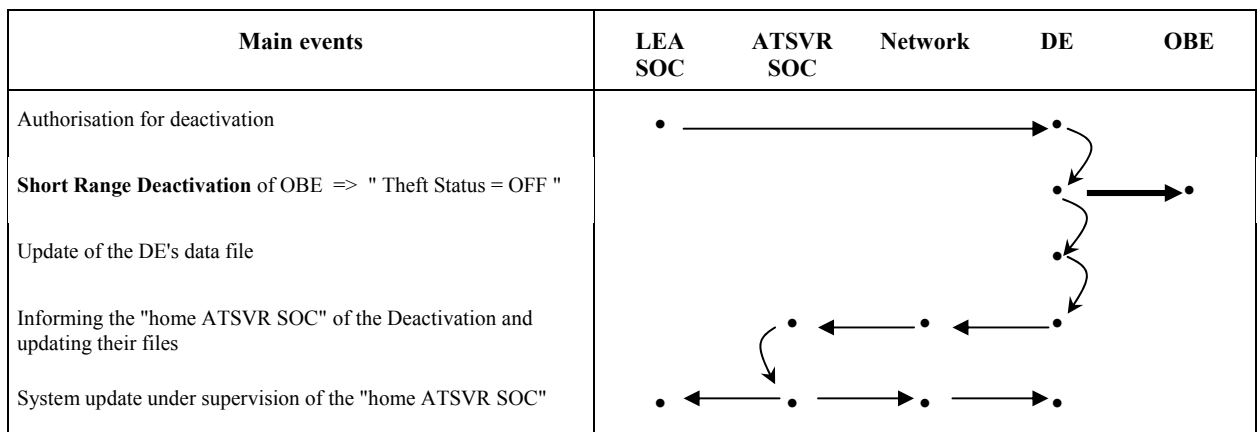 Main events
LEA SOC
ATSVR SOC
Network
DE
OBE
Authorisation for deactivation
Short Range Deactivation of OBE => " Theft Status = OFF "
Update of the DE's data file
Informing the "home ATSVR SOC" of the Deactivation and
updating their files
System update under supervision of the "home ATSVR SOC"